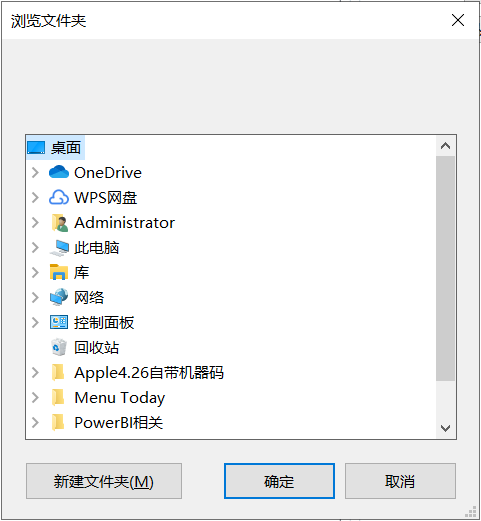 浏览文件夹
桌面
OneDrive
WPS网盘
Administrator
此电脑
库
网络
控制面板
回收站
Apple4.26自带机器码
Menu Today
PowerBI相关
新建文件夹(M)
确定
取消